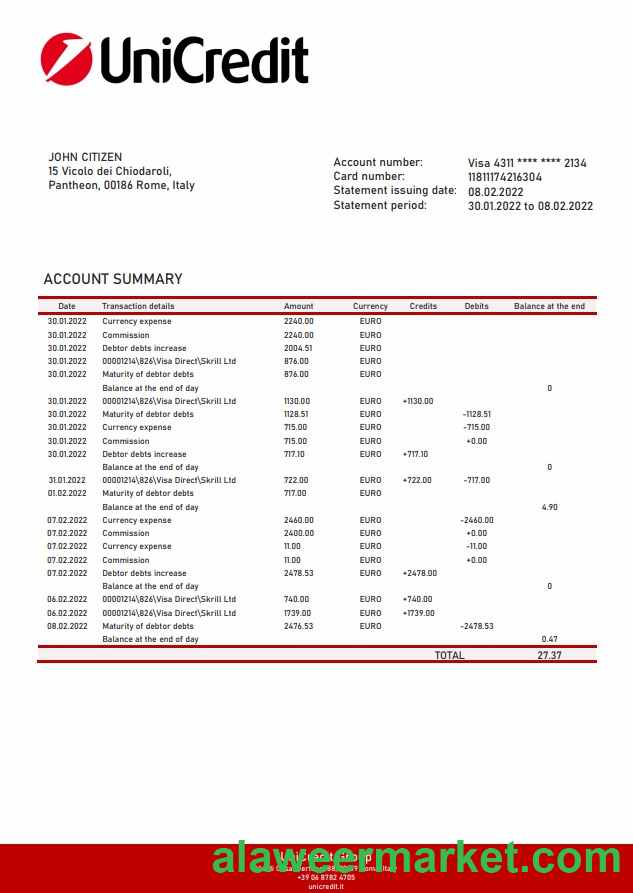 UniCredit
JOHN CITIZEN
15 Vicolo dei Chiodaroli,
Pantheon, 00186 Rome, Italy
Account number: Visa 4311 **** **** 2134
Card number: 11811174216304
Statement issuing date: 08.02.2022
Statement period: 30.01.2022 to 08.02.2022
ACCOUNT SUMMARY
Date Transaction details Amount Currency Credits Debits Balance at the end
30.01.2022 Currency expense 2240.00 EURO
30.01.2022 Commission 2240.00 EURO
30.01.2022 Debtor debts increase 2004.51 EURO
30.01.2022 00001214\826\Visa Direct\Skrill Ltd 876.00 EURO
30.01.2022 Maturity of debtor debts 876.00 EURO
Balance at the end of day 0
30.01.2022 00001214\826\Visa Direct\Skrill Ltd 1130.00 EURO +1130.00
30.01.2022 Maturity of debtor debts 1128.51 EURO -1128.51
30.01.2022 Currency expense 715.00 EURO -715.00
30.01.2022 Commission 715.00 EURO +0.00
30.01.2022 Debtor debts increase 717.10 EURO +717.10
Balance at the end of day 0
31.01.2022 00001214\826\Visa Direct\Skrill Ltd 722.00 EURO +722.00 -717.00
01.02.2022 Maturity of debtor debts 717.00 EURO
Balance at the end of day 4.90
07.02.2022 Currency expense 2460.00 EURO -2460.00
07.02.2022 Commission 2400.00 EURO +0.00
07.02.2022 Currency expense 11.00 EURO -11.00
07.02.2022 Commission 11.00 EURO +0.00
07.02.2022 Debtor debts increase 2478.53 EURO +2478.00
Balance at the end of day 0
06.02.2022 00001214\826\Visa Direct\Skrill Ltd 740.00 EURO +740.00
06.02.2022 00001214\826\Visa Direct\Skrill Ltd 1739.00 EURO +1739.00
08.02.2022 Maturity of debtor debts 2476.53 EURO -2478.53
Balance at the end of day 0.47
TOTAL 27.37
UniCredit Group
alaweermarket.com
+39 06 8782 4705
unicredit.it